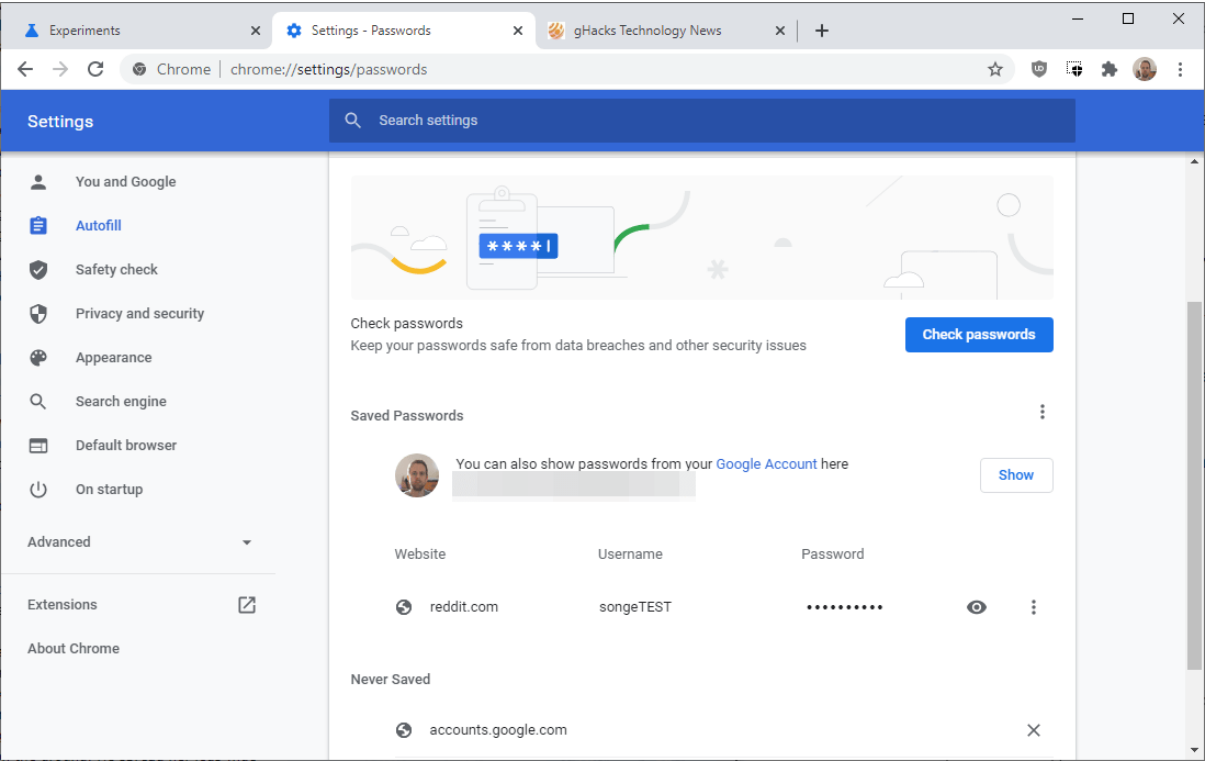 Experiments
Settings - Passwords
gHacks Technology News
Chrome
chrome://settings/passwords
Settings
Search settings
You and Google
Autofill
Safety check
Privacy and security
Appearance
Search engine
Default browser
On startup
Advanced
Extensions
About Chrome
****|
Check passwords
Keep your passwords safe from data breaches and other security issues
Check passwords
Saved Passwords
You can also show passwords from your Google Account here
Show
Website Username Password
reddit.com songeTEST ••••••••••
Never Saved
accounts.google.com